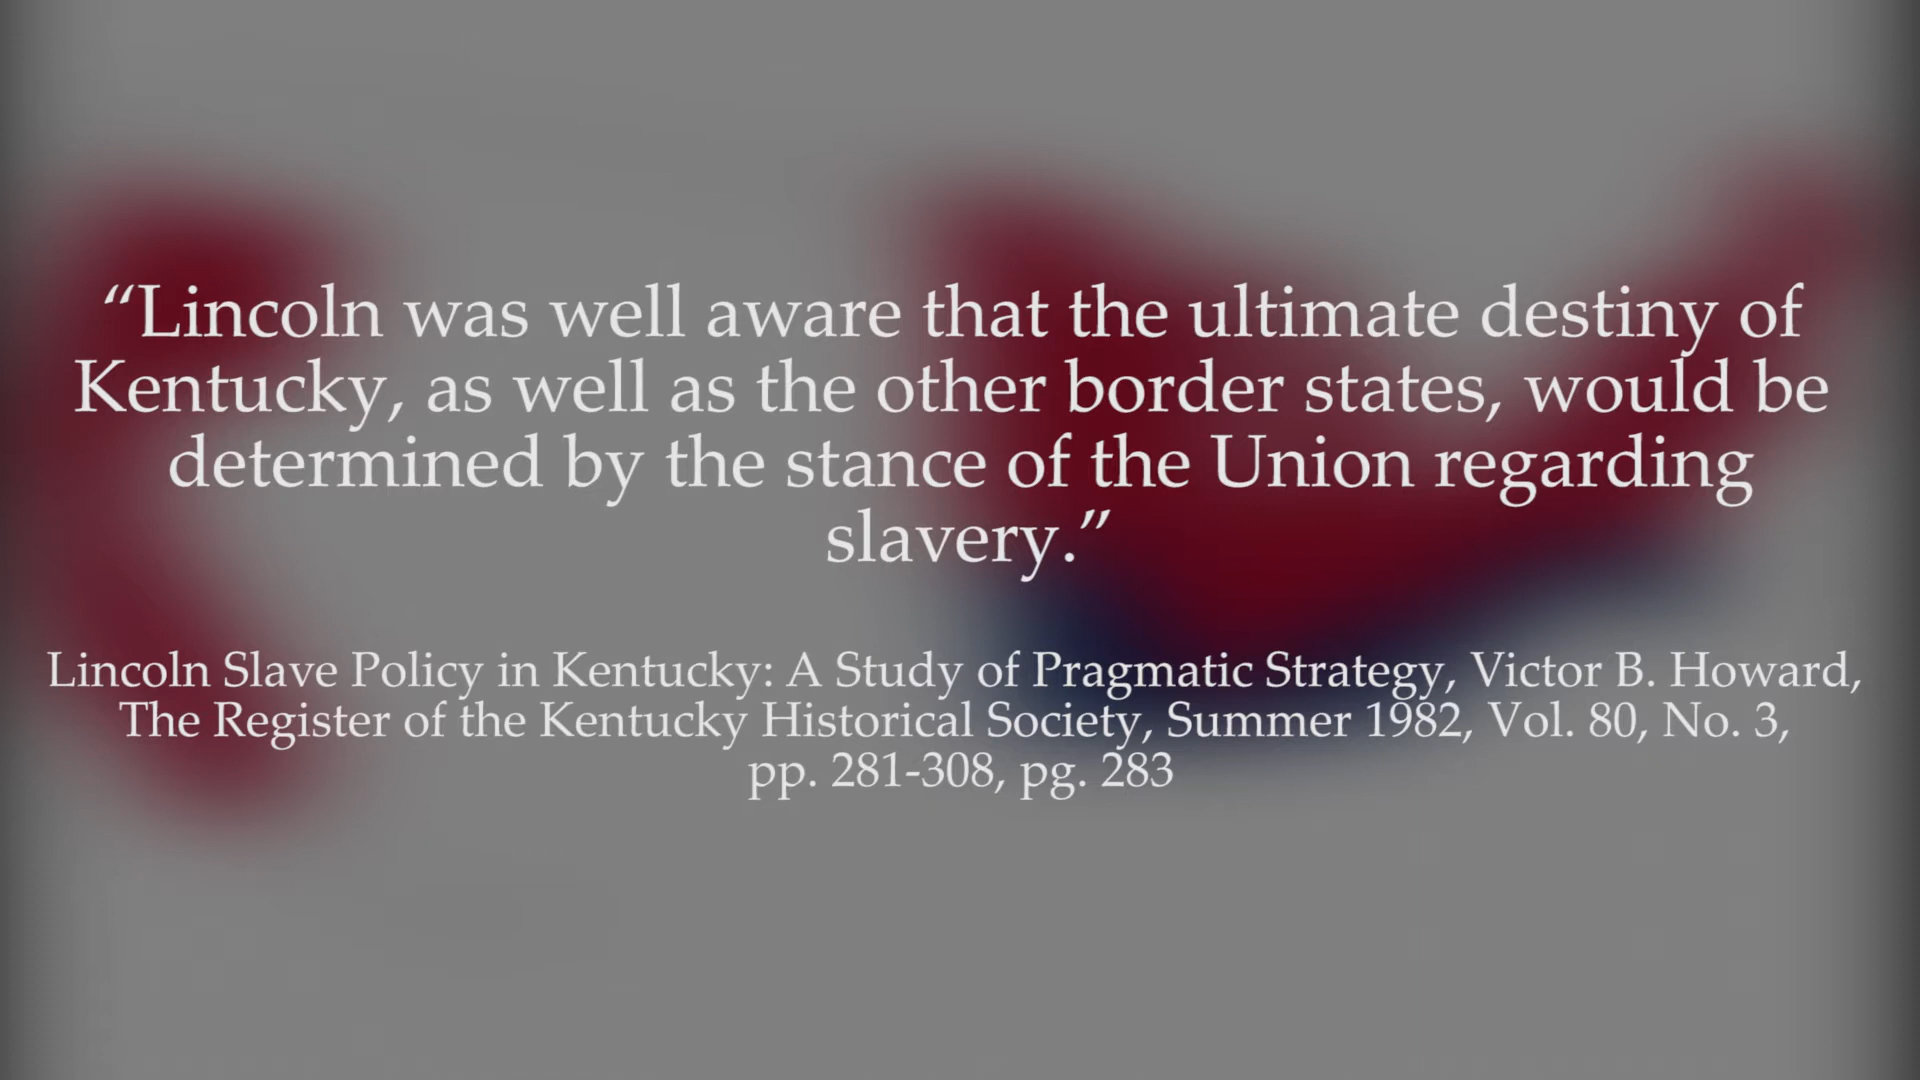 “Lincoln was well aware that the ultimate destiny of
Kentucky, as well as the other border states, would be
determined by the stance of the Union regarding
slavery.”
Lincoln Slave Policy in Kentucky: A Study of Pragmatic Strategy, Victor B. Howard,
The Register of the Kentucky Historical Society, Summer 1982, Vol. 80, No. 3,
pp. 281-308, pg. 283